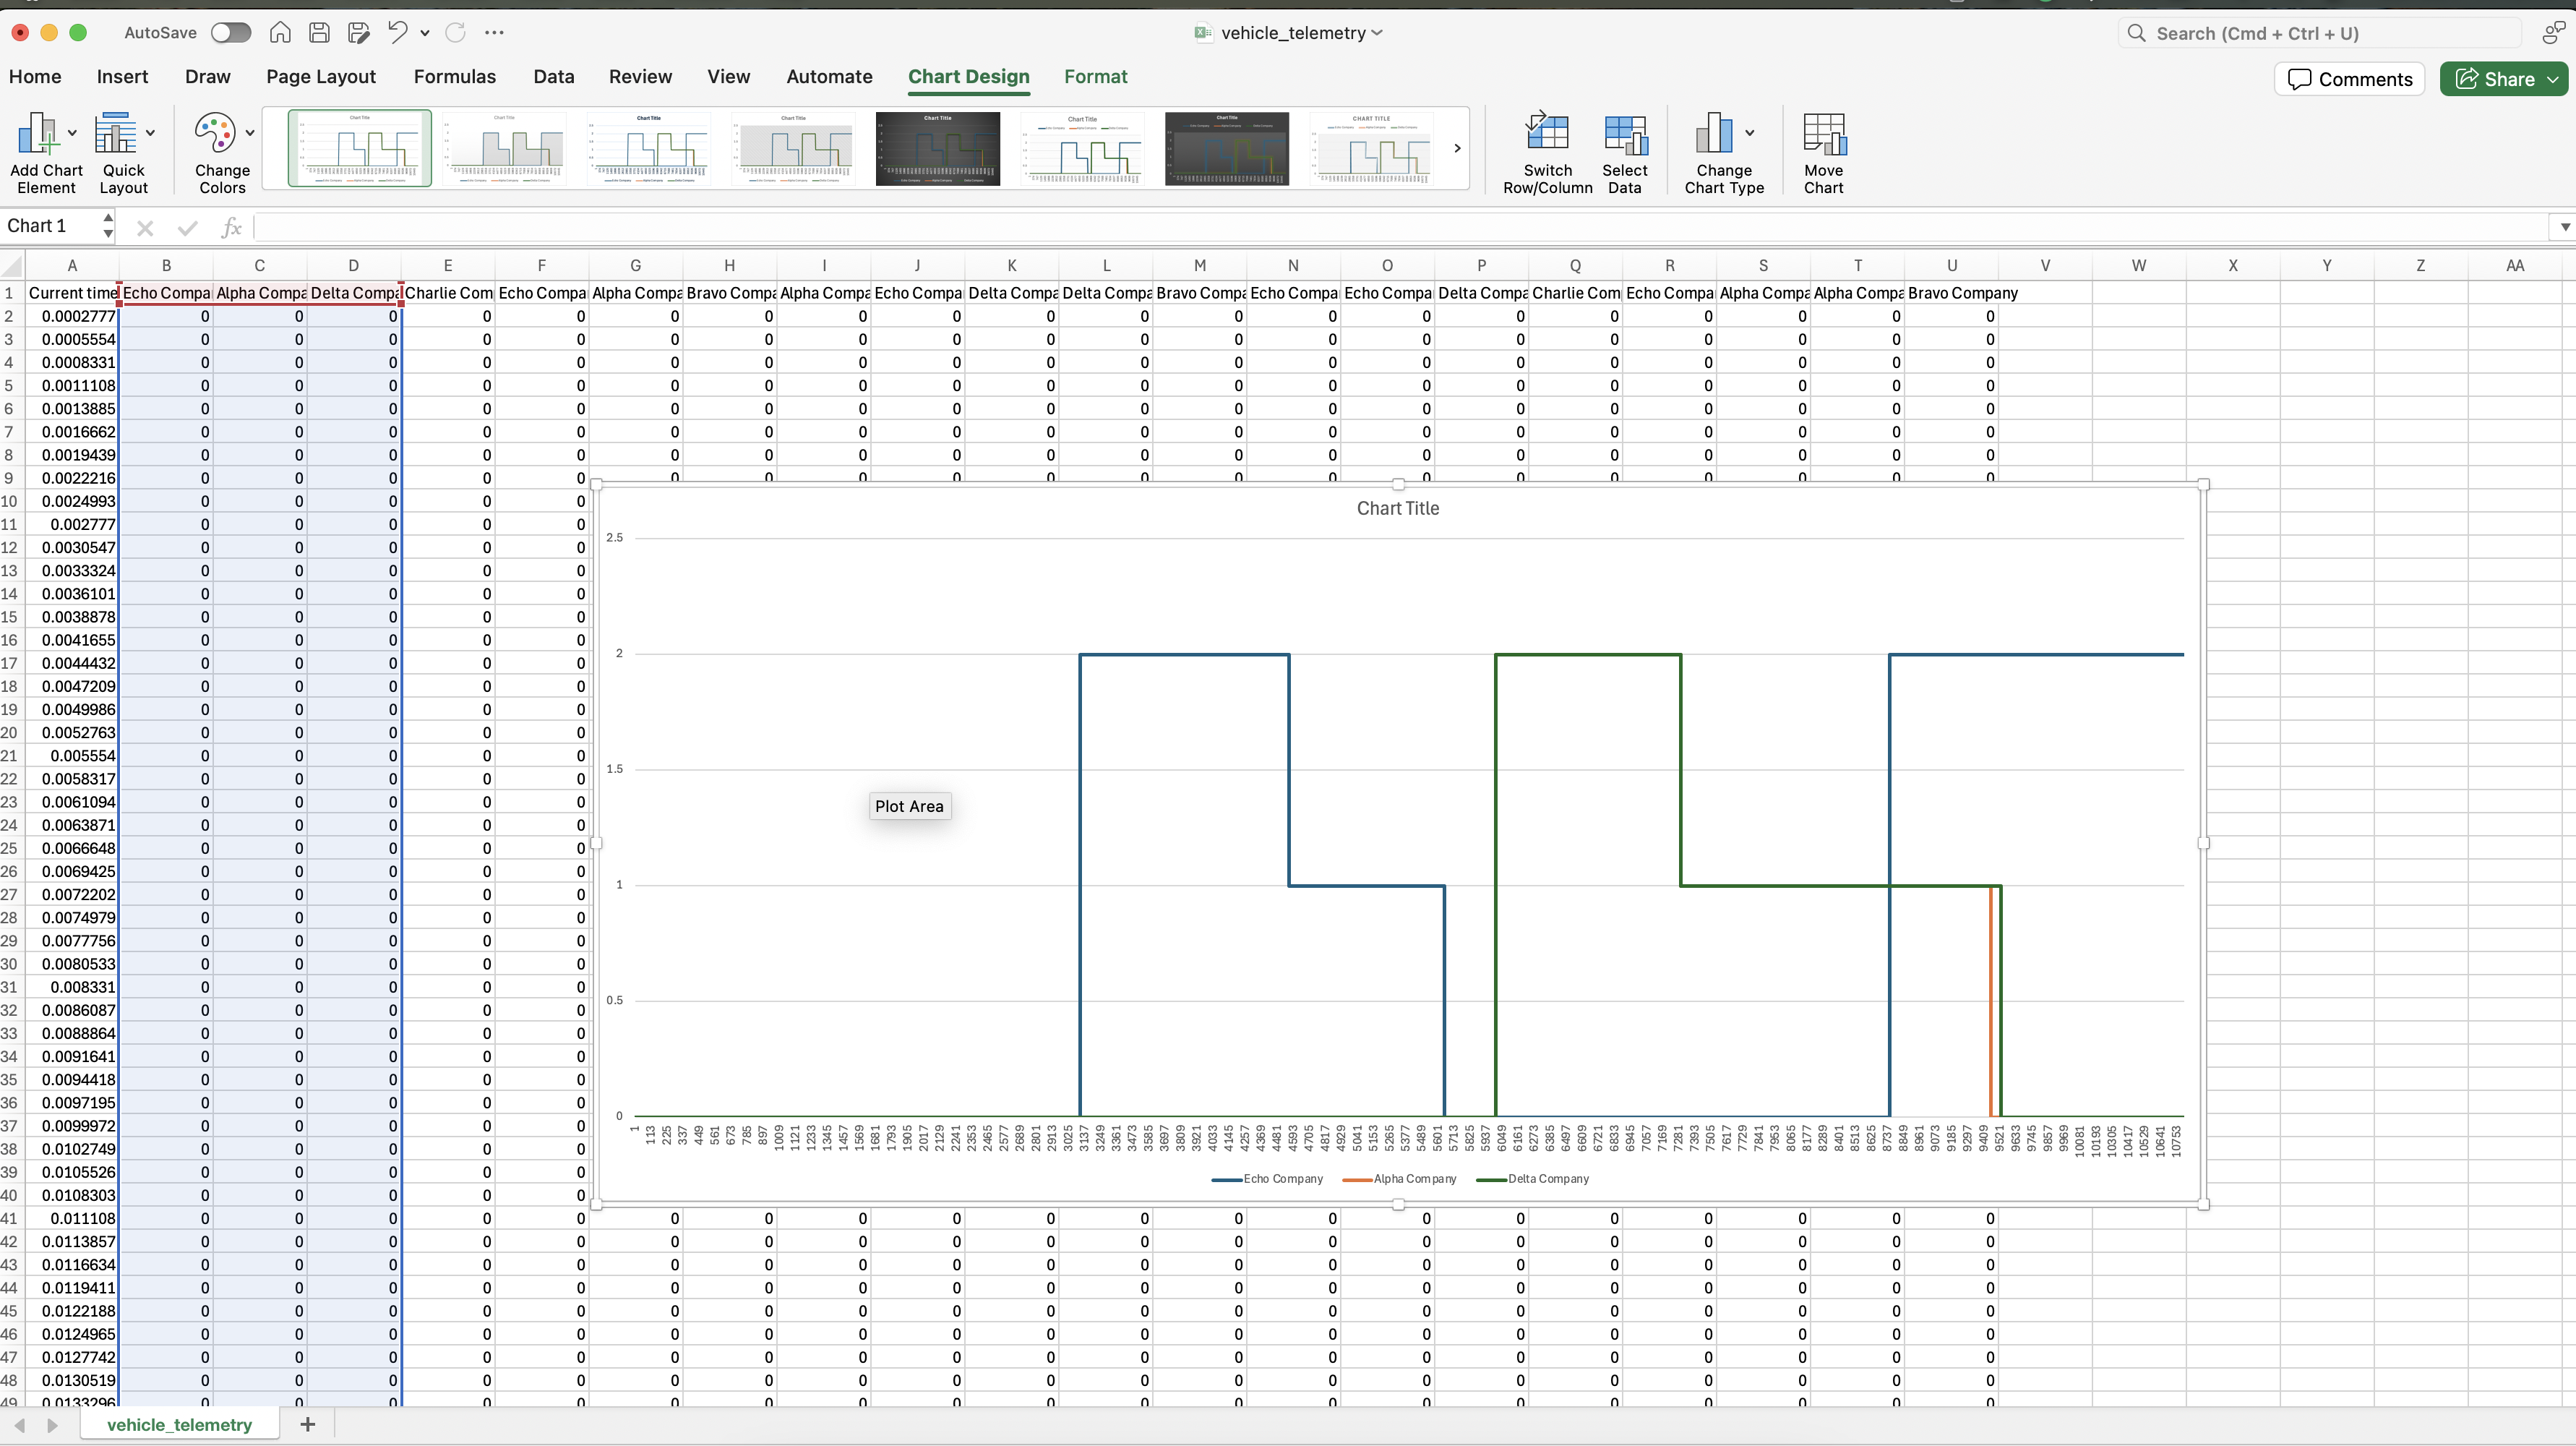 AutoSave
vehicle_telemetry
Search (Cmd + Ctrl + U)
Home Insert Draw Page Layout Formulas Data Review View Automate Chart Design Format
Comments
Share
Add Chart Element
Quick Layout
Change Colors
Switch Row/Column
Select Data
Change Chart Type
Move Chart
Chart 1
fx
A B C D E F G H I J K L M N O P Q R S T U V W X Y Z AA
1 Current time Echo Compa Alpha Compa Delta Compa Charlie Com Echo Compa Alpha Compa Bravo Compa Alpha Compa Echo Compa Delta Compa Delta Compa Bravo Compa Echo Compa Echo Compa Delta Compa Charlie Com Echo Compa Alpha Compa Alpha Compa Bravo Company
2 0.0002777 0 0 0 0 0 0 0 0 0 0 0 0 0 0 0 0 0 0 0 0
3 0.0005554 0 0 0 0 0 0 0 0 0 0 0 0 0 0 0 0 0 0 0 0
4 0.0008331 0 0 0 0 0 0 0 0 0 0 0 0 0 0 0 0 0 0 0 0
5 0.0011108 0 0 0 0 0 0 0 0 0 0 0 0 0 0 0 0 0 0 0 0
6 0.0013885 0 0 0 0 0 0 0 0 0 0 0 0 0 0 0 0 0 0 0 0
7 0.0016662 0 0 0 0 0 0 0 0 0 0 0 0 0 0 0 0 0 0 0 0
8 0.0019439 0 0 0 0 0 0 0 0 0 0 0 0 0 0 0 0 0 0 0 0
9 0.0022216 0 0 0 0 0 0 0 0 0 0 0 0 0 0 0 0 0 0 0 0
10 0.0024993 0 0 0 0 0
11 0.002777 0 0 0 0 0
12 0.0030547 0 0 0 0 0
13 0.0033324 0 0 0 0 0
14 0.0036101 0 0 0 0 0
15 0.0038878 0 0 0 0 0
16 0.0041655 0 0 0 0 0
17 0.0044432 0 0 0 0 0
18 0.0047209 0 0 0 0 0
19 0.0049986 0 0 0 0 0
20 0.0052763 0 0 0 0 0
21 0.005554 0 0 0 0 0
22 0.0058317 0 0 0 0 0
23 0.0061094 0 0 0 0 0
24 0.0063871 0 0 0 0 0
25 0.0066648 0 0 0 0 0
26 0.0069425 0 0 0 0 0
27 0.0072202 0 0 0 0 0
28 0.0074979 0 0 0 0 0
29 0.0077756 0 0 0 0 0
30 0.0080533 0 0 0 0 0
31 0.008331 0 0 0 0 0
32 0.0086087 0 0 0 0 0
33 0.0088864 0 0 0 0 0
34 0.0091641 0 0 0 0 0
35 0.0094418 0 0 0 0 0
36 0.0097195 0 0 0 0 0
37 0.0099972 0 0 0 0 0
38 0.0102749 0 0 0 0 0
39 0.0105526 0 0 0 0 0
40 0.0108303 0 0 0 0 0
Chart Title
2.5
2
1.5
Plot Area
1
0.5
0
1 113 225 337 449 561 673 785 897 1009 1121 1233 1345 1457 1569 1681 1793 1905 2017 2129 2241 2353 2465 2577 2689 2801 2913 3025 3137 3249 3361 3473 3585 3697 3809 3921 4033 4145 4257 4369 4481 4593 4705 4817 4929 5041 5153 5265 5377 5489 5601 5713 5825 5937 6049 6161 6273 6385 6497 6609 6721 6833 6945 7057 7169 7281 7393 7505 7617 7729 7841 7953 8065 8177 8289 8401 8513 8625 8737 8849 8961 9073 9185 9297 9409 9521 9633 9745 9857 9969 10081 10193 10305 10417 10529 10641 10753
Echo Company Alpha Company Delta Company
41 0.011108 0 0 0 0 0 0 0 0 0 0 0 0 0 0 0 0 0 0 0 0
42 0.0113857 0 0 0 0 0 0 0 0 0 0 0 0 0 0 0 0 0 0 0 0
43 0.0116634 0 0 0 0 0 0 0 0 0 0 0 0 0 0 0 0 0 0 0 0
44 0.0119411 0 0 0 0 0 0 0 0 0 0 0 0 0 0 0 0 0 0 0 0
45 0.0122188 0 0 0 0 0 0 0 0 0 0 0 0 0 0 0 0 0 0 0 0
46 0.0124965 0 0 0 0 0 0 0 0 0 0 0 0 0 0 0 0 0 0 0 0
47 0.0127742 0 0 0 0 0 0 0 0 0 0 0 0 0 0 0 0 0 0 0 0
48 0.0130519 0 0 0 0 0 0 0 0 0 0 0 0 0 0 0 0 0 0 0 0
49 0.0133296 0 0 0 0 0 0 0 0 0 0 0 0 0 0 0 0 0 0 0 0
vehicle_telemetry